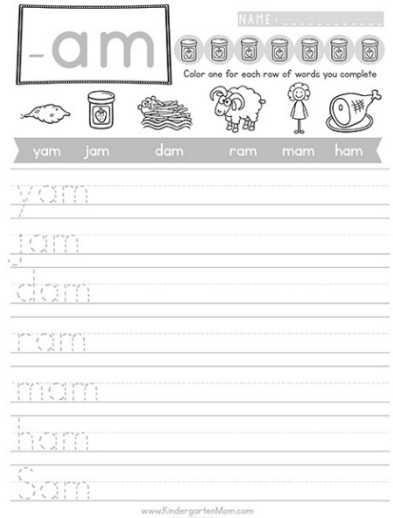 -am
NAME:
Color one for each row of words you complete
yam jam dam ram mam ham
yam
jam
dam
ram
mam
ham
Sam
www.KindergartenMom.com